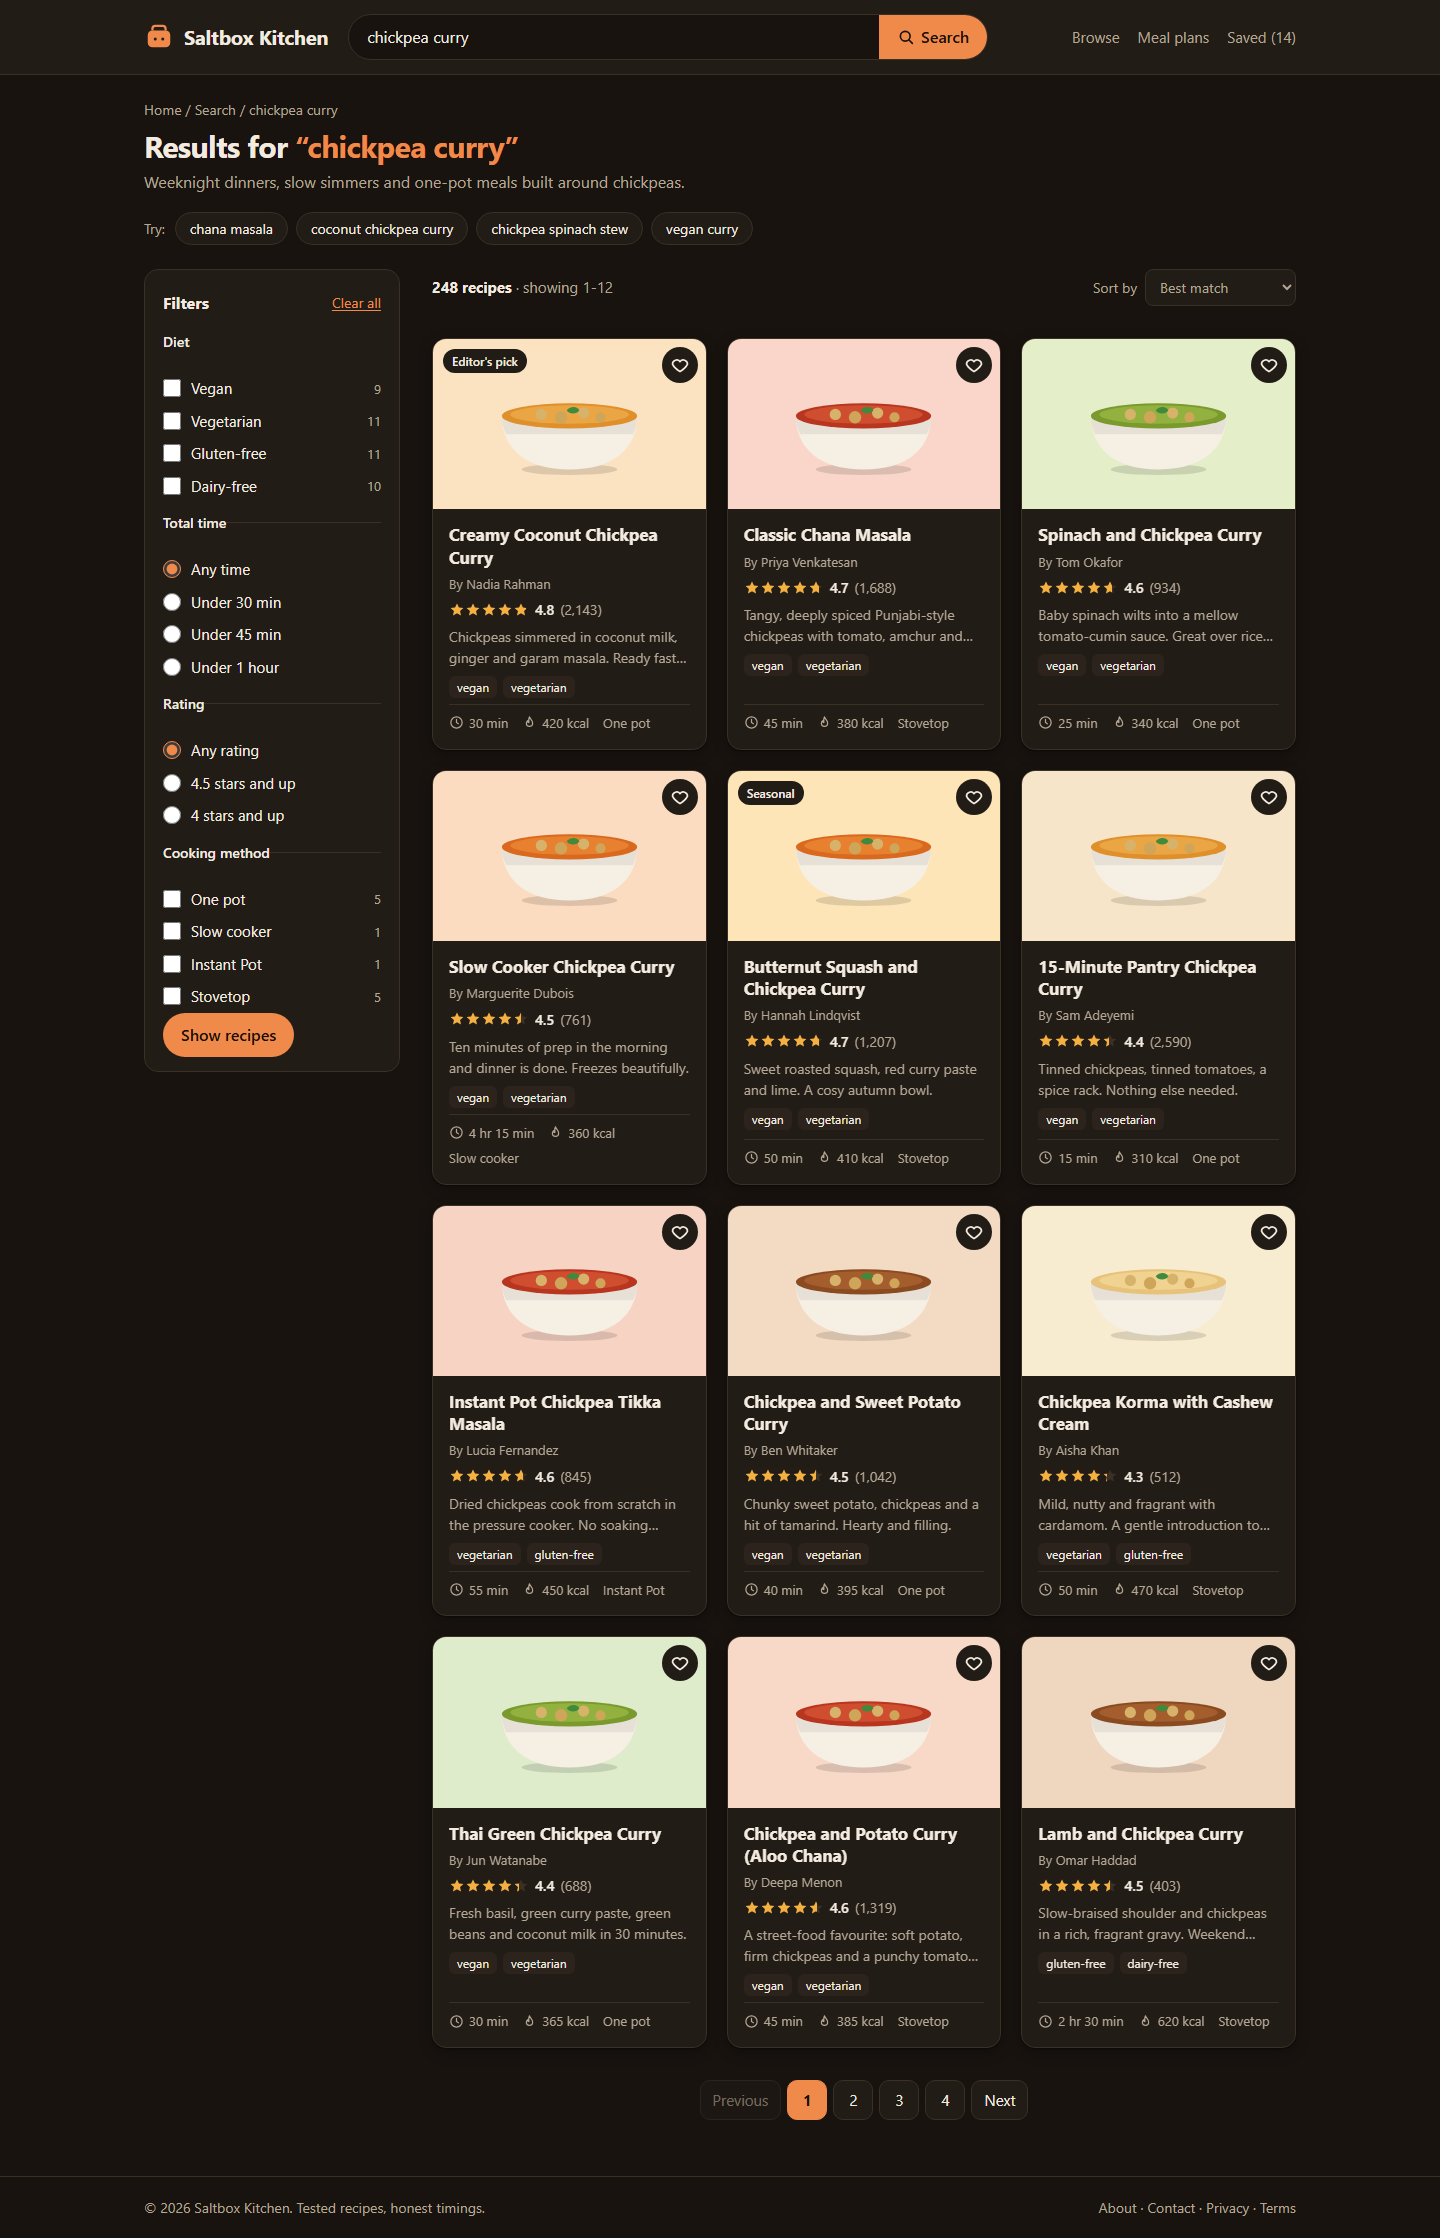 Saltbox Kitchen
chickpea curry
Search
Browse
Meal plans
Saved (14)
Home / Search / chickpea curry
Results for “chickpea curry”
Weeknight dinners, slow simmers and one-pot meals built around chickpeas.
Try:
chana masala
coconut chickpea curry
chickpea spinach stew
vegan curry
Filters
Clear all
Diet
Vegan 9
Vegetarian 11
Gluten-free 11
Dairy-free 10
Total time
Any time
Under 30 min
Under 45 min
Under 1 hour
Rating
Any rating
4.5 stars and up
4 stars and up
Cooking method
One pot 5
Slow cooker 1
Instant Pot 1
Stovetop 5
Show recipes
248 recipes · showing 1-12
Sort by
Best match
Editor's pick
Creamy Coconut Chickpea
Curry
By Nadia Rahman
4.8 (2,143)
Chickpeas simmered in coconut milk,
ginger and garam masala. Ready fast...
vegan vegetarian
30 min 420 kcal One pot
Classic Chana Masala
By Priya Venkatesan
4.7 (1,688)
Tangy, deeply spiced Punjabi-style
chickpeas with tomato, amchur and...
vegan vegetarian
45 min 380 kcal Stovetop
Spinach and Chickpea Curry
By Tom Okafor
4.6 (934)
Baby spinach wilts into a mellow
tomato-cumin sauce. Great over rice...
vegan vegetarian
25 min 340 kcal One pot
Slow Cooker Chickpea Curry
By Marguerite Dubois
4.5 (761)
Ten minutes of prep in the morning
and dinner is done. Freezes beautifully.
vegan vegetarian
4 hr 15 min 360 kcal
Slow cooker
Seasonal
Butternut Squash and
Chickpea Curry
By Hannah Lindqvist
4.7 (1,207)
Sweet roasted squash, red curry paste
and lime. A cosy autumn bowl.
vegan vegetarian
50 min 410 kcal Stovetop
15-Minute Pantry Chickpea
Curry
By Sam Adeyemi
4.4 (2,590)
Tinned chickpeas, tinned tomatoes, a
spice rack. Nothing else needed.
vegan vegetarian
15 min 310 kcal One pot
Instant Pot Chickpea Tikka
Masala
By Lucia Fernandez
4.6 (845)
Dried chickpeas cook from scratch in
the pressure cooker. No soaking...
vegetarian gluten-free
55 min 450 kcal Instant Pot
Chickpea and Sweet Potato
Curry
By Ben Whitaker
4.5 (1,042)
Chunky sweet potato, chickpeas and a
hit of tamarind. Hearty and filling.
vegan vegetarian
40 min 395 kcal One pot
Chickpea Korma with Cashew
Cream
By Aisha Khan
4.3 (512)
Mild, nutty and fragrant with
cardamom. A gentle introduction to...
vegetarian gluten-free
50 min 470 kcal Stovetop
Thai Green Chickpea Curry
By Jun Watanabe
4.4 (688)
Fresh basil, green curry paste, green
beans and coconut milk in 30 minutes.
vegan vegetarian
30 min 365 kcal One pot
Chickpea and Potato Curry
(Aloo Chana)
By Deepa Menon
4.6 (1,319)
A street-food favourite: soft potato,
firm chickpeas and a punchy tomato...
vegan vegetarian
45 min 385 kcal Stovetop
Lamb and Chickpea Curry
By Omar Haddad
4.5 (403)
Slow-braised shoulder and chickpeas
in a rich, fragrant gravy. Weekend...
gluten-free dairy-free
2 hr 30 min 620 kcal Stovetop
Previous 1 2 3 4 Next
© 2026 Saltbox Kitchen. Tested recipes, honest timings.
About · Contact · Privacy · Terms